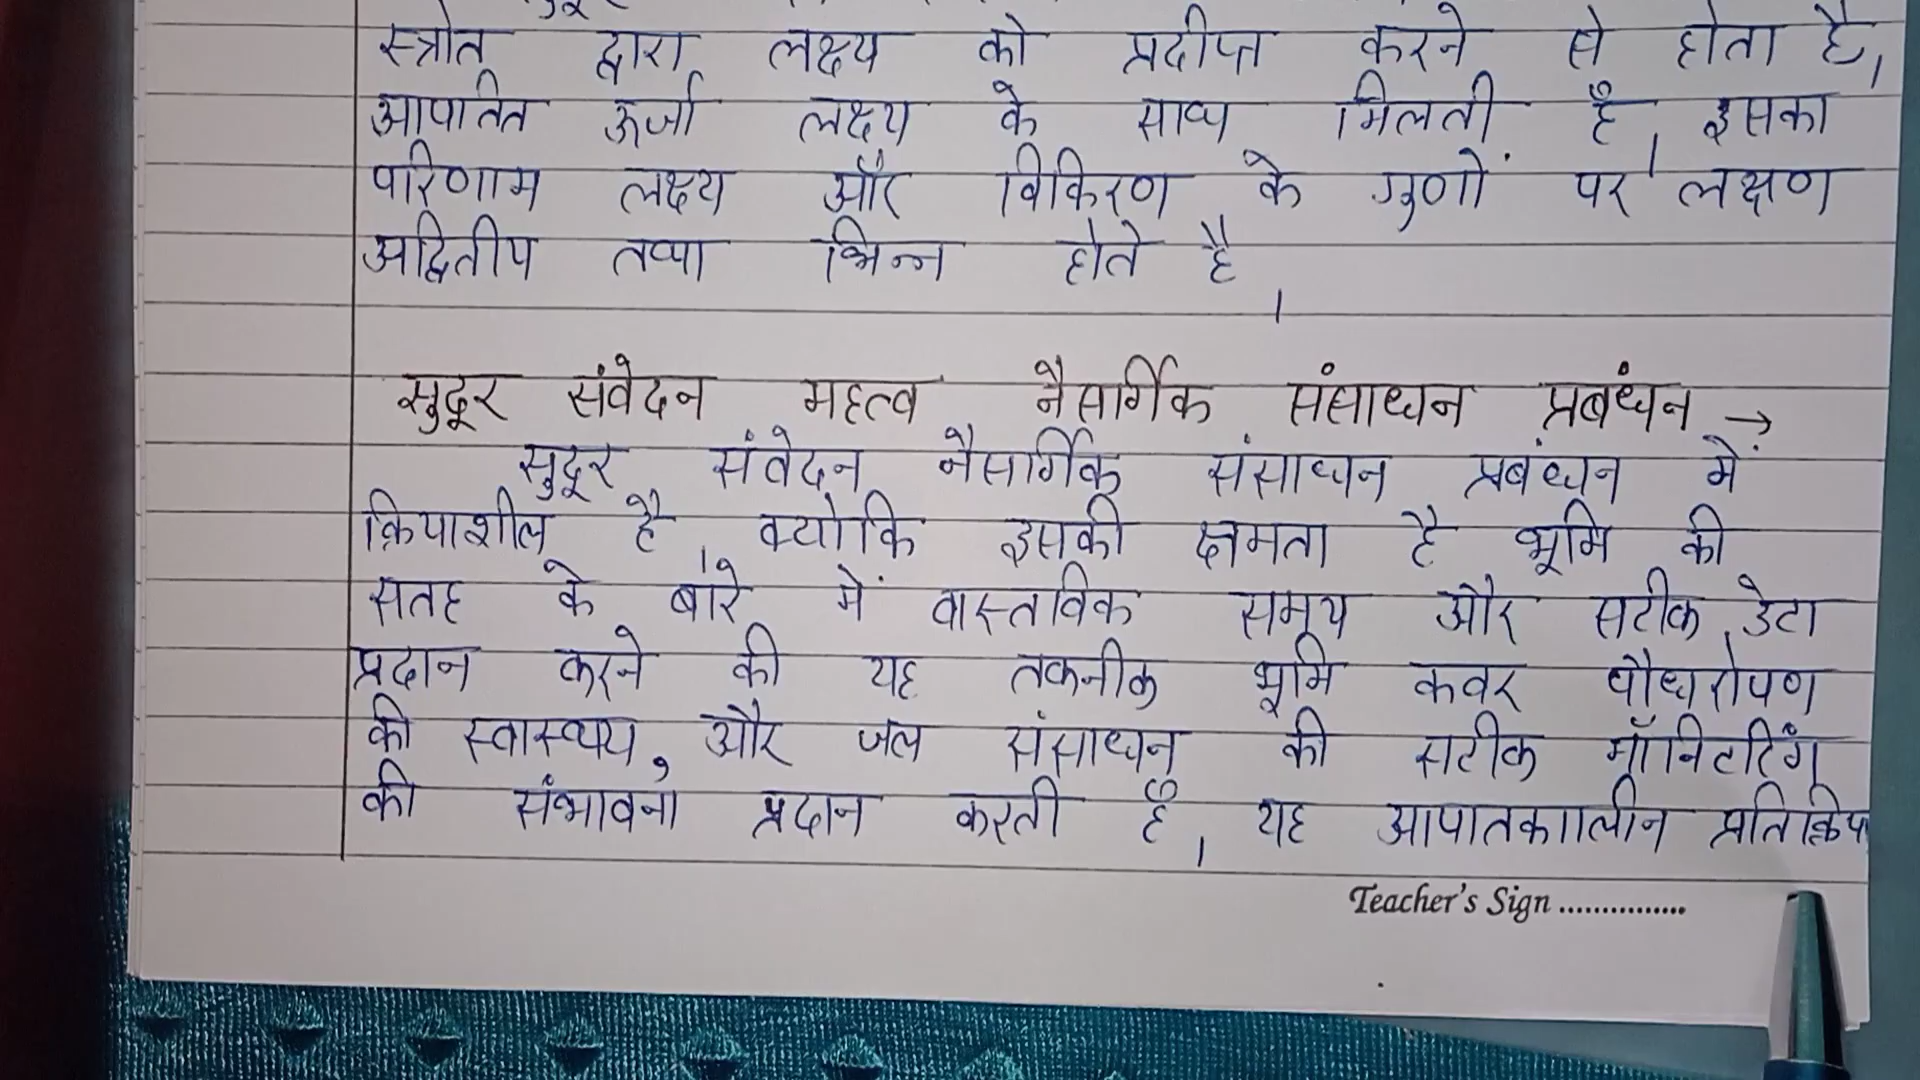 स्त्रोत द्वारा लक्ष्य को प्रदीप्त करने से होता है,
आपतित ऊर्जा लक्ष्य के साथ मिलती है, इसका
परिणाम लक्ष्य और विकिरण के गुणों पर लक्षण
अद्वितीय तथा भिन्न होते है।
सुदूर संवेदन महत्व नैसर्गिक संसाधन प्रबंधन →
सुदूर संवेदन नैसर्गिक संसाधन प्रबंधन में
क्रियाशील है, क्योकि इसकी क्षमता है भूमि की
सतह के बारे में वास्तविक समय और सटीक डेटा
प्रदान करने की यह तकनीक भूमि कवर पौधरोपण
की स्वास्थ्य, और जल संसाधन की सटीक मॉनिटरिंग
की संभावना प्रदान करती है, यह आपातकालीन
Teacher's Sign ...............